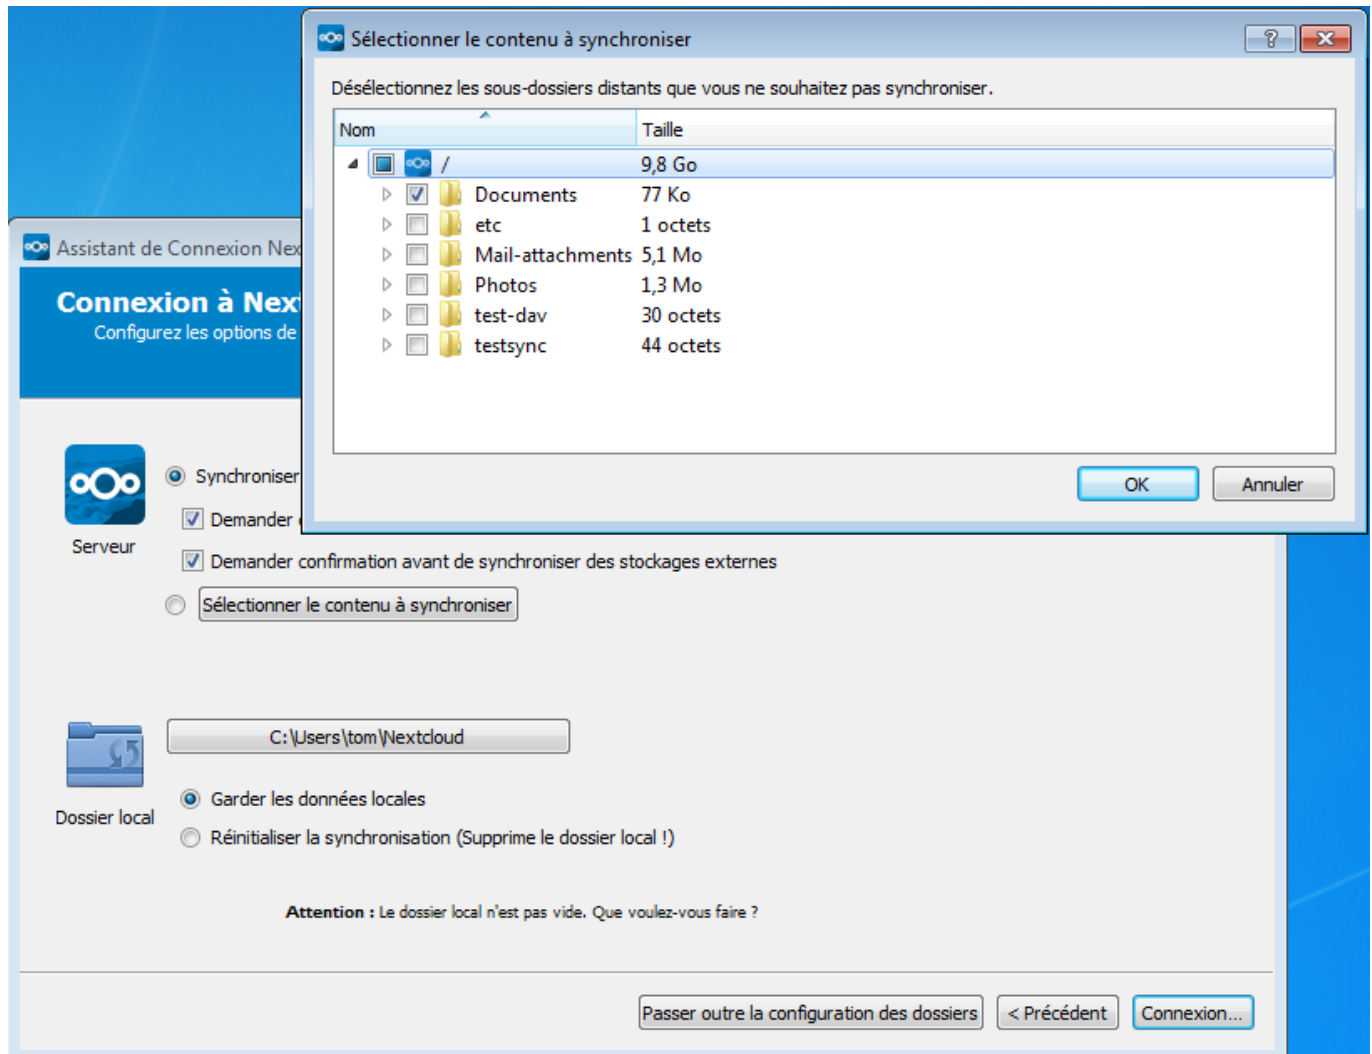 Sélectionner le contenu à synchroniser
Désélectionnez les sous-dossiers distants que vous ne souhaitez pas synchroniser.
Nom Taille
/ 9,8 Go
Documents 77 Ko
etc 1 octets
Mail-attachments 5,1 Mo
Photos 1,3 Mo
test-dav 30 octets
testsync 44 octets
OK Annuler
Assistant de Connexion Nex
Connexion à Next
Configurez les options de
Serveur
Synchroniser
Demander
Demander confirmation avant de synchroniser des stockages externes
Sélectionner le contenu à synchroniser
Dossier local
C:\Users\tom\Nextcloud
Garder les données locales
Réinitialiser la synchronisation (Supprime le dossier local !)
Attention : Le dossier local n'est pas vide. Que voulez-vous faire ?
Passer outre la configuration des dossiers < Précédent Connexion...